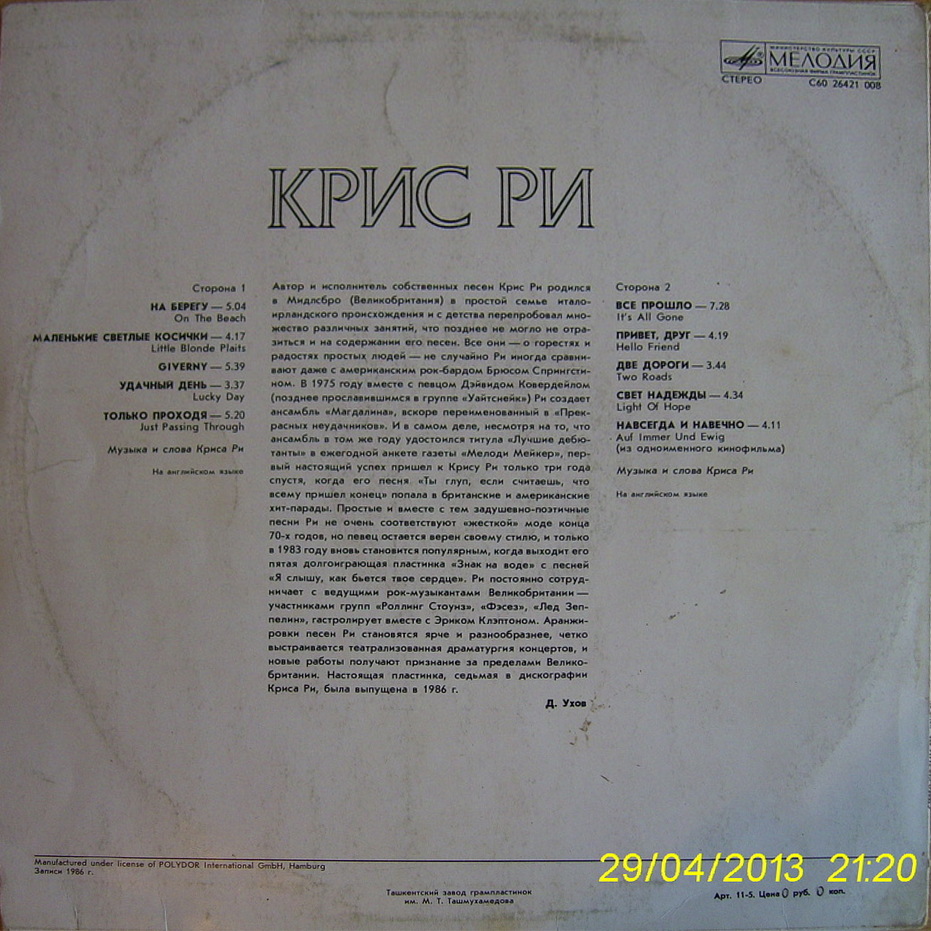 МИНИСТЕРСТВО КУЛЬТУРЫ СССР
МЕЛОДИЯ
ВСЕСОЮЗНАЯ ФИРМА ГРАМПЛАСТИНОК
СТЕРЕО
С60 26421 008
КРИС РИ
Сторона 1
НА БЕРЕГУ — 5.04
On The Beach
МАЛЕНЬКИЕ СВЕТЛЫЕ КОСИЧКИ — 4.17
Little Blonde Plaits
GIVERNY — 5.39
УДАЧНЫЙ ДЕНЬ — 3.37
Lucky Day
ТОЛЬКО ПРОХОДЯ — 5.20
Just Passing Through
Музыка и слова Криса Ри
На английском языке
Автор и исполнитель собственных песен Крис Ри родился
в Мидлсбро (Великобритания) в простой семье итало-
ирландского происхождения и с детства перепробовал мно-
жество различных занятий, что позднее не могло не отра-
зиться и на содержании его песен. Все они — о горестях и
радостях простых людей — не случайно Ри иногда сравни-
вают даже с американским рок-бардом Брюсом Спрингсти-
ном. В 1975 году вместе с певцом Дэйвидом Ковердейлом
(позднее прославившимся в группе «Уайтснейк») Ри создает
ансамбль «Магдалина», вскоре переименованный в «Прек-
расных неудачников». И в самом деле, несмотря на то, что
ансамбль в том же году удостоился титула «Лучшие дебю-
танты» в ежегодной анкете газеты «Мелоди Мейкер», пер-
вый настоящий успех пришел к Крису Ри только три года
спустя, когда его песня «Ты глуп, если считаешь, что
всему пришел конец» попала в британские и американские
хит-парады. Простые и вместе с тем задушевно-поэтичные
песни Ри не очень соответствуют «жесткой» моде конца
70-х годов, но певец остается верен своему стилю, и только
в 1983 году вновь становится популярным, когда выходит его
пятая долгоиграющая пластинка «Знак на воде» с песней
«Я слышу, как бьется твое сердце». Ри постоянно сотруд-
ничает с ведущими рок-музыкантами Великобритании —
участниками групп «Роллинг Стоунз», «Фэсез», «Лед Зеп-
пелин», гастролирует вместе с Эриком Клэптоном. Аранжи-
ровки песен Ри становятся ярче и разнообразнее, четко
выстраивается театрализованная драматургия концертов, и
новые работы получают признание за пределами Велико-
британии. Настоящая пластинка, седьмая в дискографии
Криса Ри, была выпущена в 1986 г.
Д. Ухов
Сторона 2
ВСЕ ПРОШЛО — 7.28
It's All Gone
ПРИВЕТ, ДРУГ — 4.19
Hello Friend
ДВЕ ДОРОГИ — 3.44
Two Roads
СВЕТ НАДЕЖДЫ — 4.34
Light Of Hope
НАВСЕГДА И НАВЕЧНО — 4.11
Auf Immer Und Ewig
(из одноименного кинофильма)
Музыка и слова Криса Ри
На английском языке
Manufactured under license of POLYDOR International GmbH, Hamburg
Записи 1986 г.
Ташкентский завод грампластинок
им. М. Т. Ташмухамедова
Арт. 11-5. Цена 0 руб. 0 коп.
29/04/2013 21:20